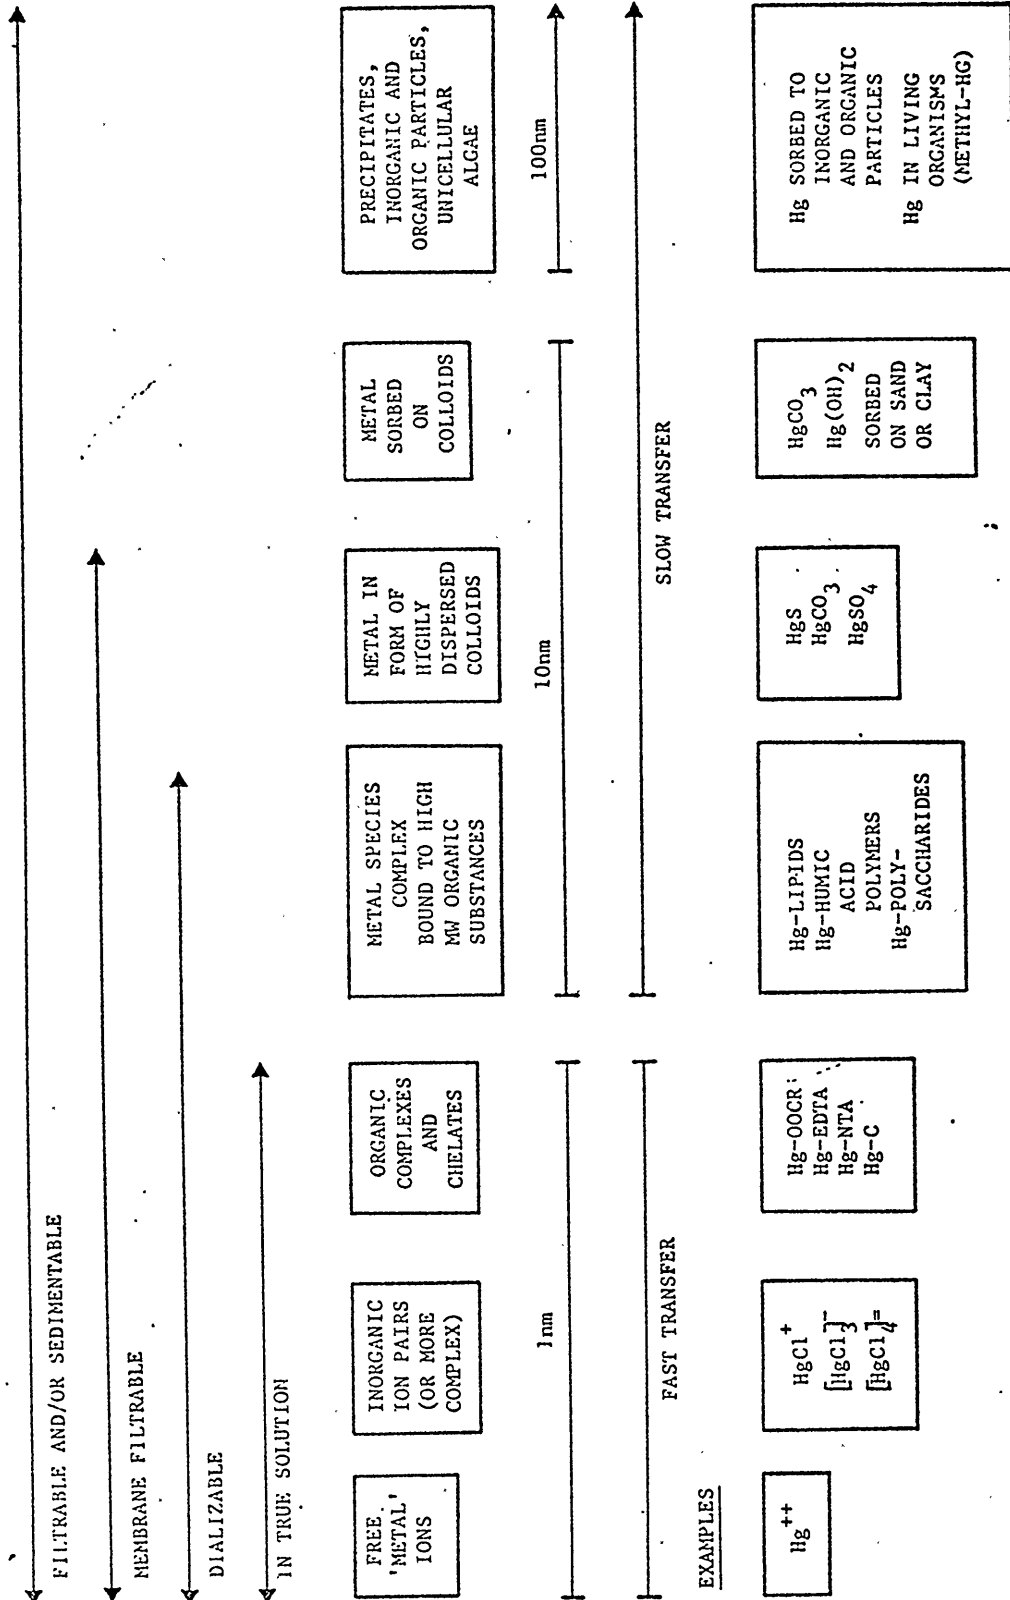 FILTRABLE AND/OR SEDIMENTABLE
MEMBRANE FILTRABLE
DIALIZABLE
IN TRUE SOLUTION
FREE
'METAL'
IONS
INORGANIC
ION PAIRS
(OR MORE
COMPLEX)
ORGANIC
COMPLEXES
AND
CHELATES
METAL SPECIES
COMPLEX
BOUND TO HIGH
MW ORGANIC
SUBSTANCES
METAL IN
FORM OF
HIGHLY
DISPERSED
COLLOIDS
METAL
SORBED
ON
COLLOIDS
PRECIPITATES,
INORGANIC AND
ORGANIC PARTICLES,
UNICELLULAR
ALGAE
1nm
10nm
100nm
FAST TRANSFER
SLOW TRANSFER
EXAMPLES
Hg++
HgCl+
[HgCl3]-
[HgCl4]=
Hg-OOCR
Hg-EDTA
Hg-NTA
Hg-C
Hg-LIPIDS
Hg-HUMIC
ACID
POLYMERS
Hg-POLY-
SACCHARIDES
HgS
HgCO3
HgSO4
HgCO3
Hg(OH)2
SORBED
ON SAND
OR CLAY
Hg SORBED TO
INORGANIC
AND ORGANIC
PARTICLES
Hg IN LIVING
ORGANISMS
(METHYL-HG)